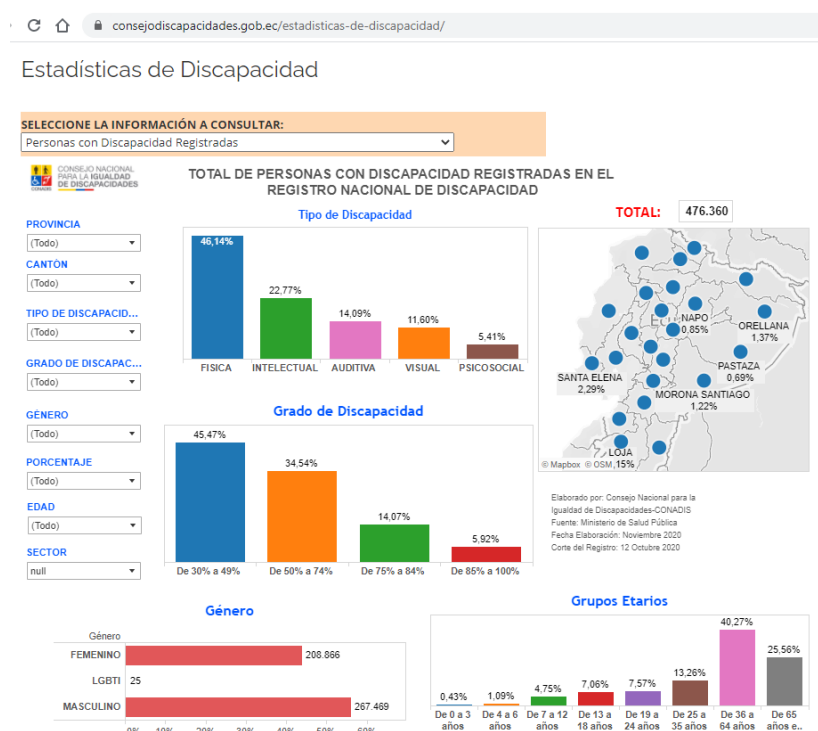 consejodiscapacidades.gob.ec/estadisticas-de-discapacidad/
Estadísticas de Discapacidad
SELECCIONE LA INFORMACIÓN A CONSULTAR:
Personas con Discapacidad Registradas
CONADIS
CONSEJO NACIONAL
PARA LA IGUALDAD
DE DISCAPACIDADES
TOTAL DE PERSONAS CON DISCAPACIDAD REGISTRADAS EN EL
REGISTRO NACIONAL DE DISCAPACIDAD
PROVINCIA
(Todo)
CANTÓN
(Todo)
TIPO DE DISCAPACID...
(Todo)
GRADO DE DISCAPAC...
(Todo)
GÉNERO
(Todo)
PORCENTAJE
(Todo)
EDAD
(Todo)
SECTOR
null
Tipo de Discapacidad
46,14%
22,77%
14,09%
11,60%
5,41%
FISICA INTELECTUAL AUDITIVA VISUAL PSICOSOCIAL
TOTAL: 476.360
NAPO
0,85%
ORELLANA
1,37%
PASTAZA
0,69%
SANTA ELENA
2,29%
MORONA SANTIAGO
1,22%
LOJA
,15%
© Mapbox © OSM
Grado de Discapacidad
45,47%
34,54%
14,07%
5,92%
De 30% a 49% De 50% a 74% De 75% a 84% De 85% a 100%
Elaborado por: Consejo Nacional para la
Igualdad de Discapacidades-CONADIS
Fuente: Ministerio de Salud Pública
Fecha Elaboración: Noviembre 2020
Corte del Registro: 12 Octubre 2020
Género
Género
FEMENINO 208.866
LGBTI 25
MASCULINO 267.469
0% 10% 20% 30% 40% 50% 60%
Grupos Etarios
0,43%
1,09%
4,75%
7,06%
7,57%
13,26%
40,27%
25,56%
De 0 a 3 De 4 a 6 De 7 a 12 De 13 a De 19 a De 25 a De 36 a De 65
años años años 18 años 24 años 35 años 64 años años e..